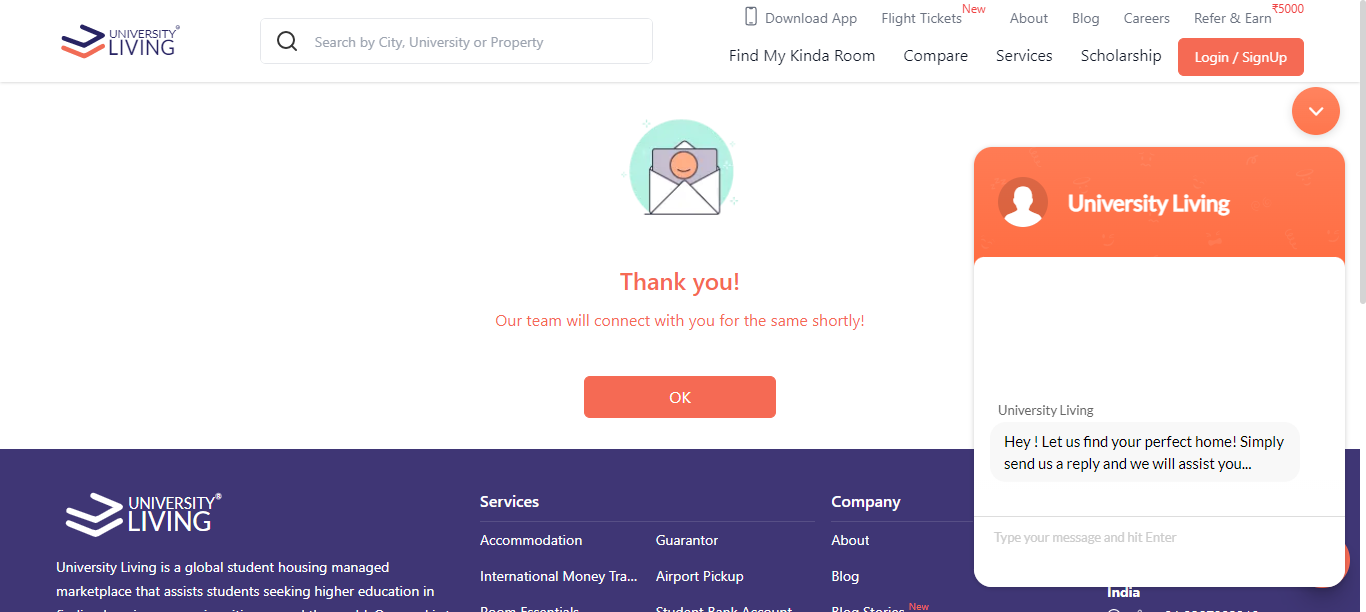 UNIVERSITY®
LIVING
Search by City, University or Property
Download App
Flight Tickets
New
About
Blog
Careers
Refer & Earn
₹5000
Find My Kinda Room
Compare
Services
Scholarship
Login / SignUp
Thank you!
Our team will connect with you for the same shortly!
OK
University Living
University Living
Hey ! Let us find your perfect home! Simply
send us a reply and we will assist you...
Type your message and hit Enter
UNIVERSITY®
LIVING
University Living is a global student housing managed
marketplace that assists students seeking higher education in
Services
Accommodation
Guarantor
International Money Tra...
Airport Pickup
Room Essentials
Student Bank Account
Company
About
Blog
Blog Stories
New
India